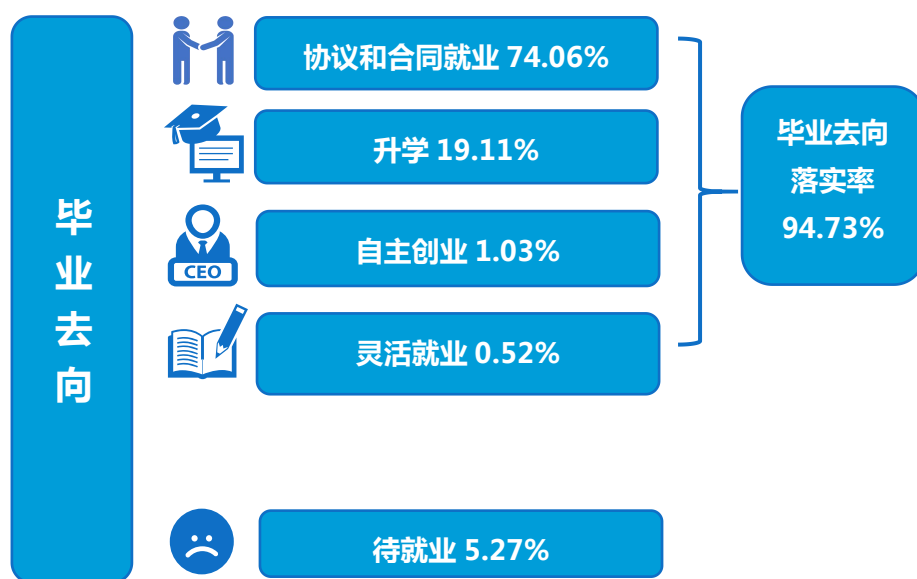 毕业去向
协议和合同就业 74.06%
升学 19.11%
CEO
自主创业 1.03%
灵活就业 0.52%
待就业 5.27%
毕业去向
落实率
94.73%